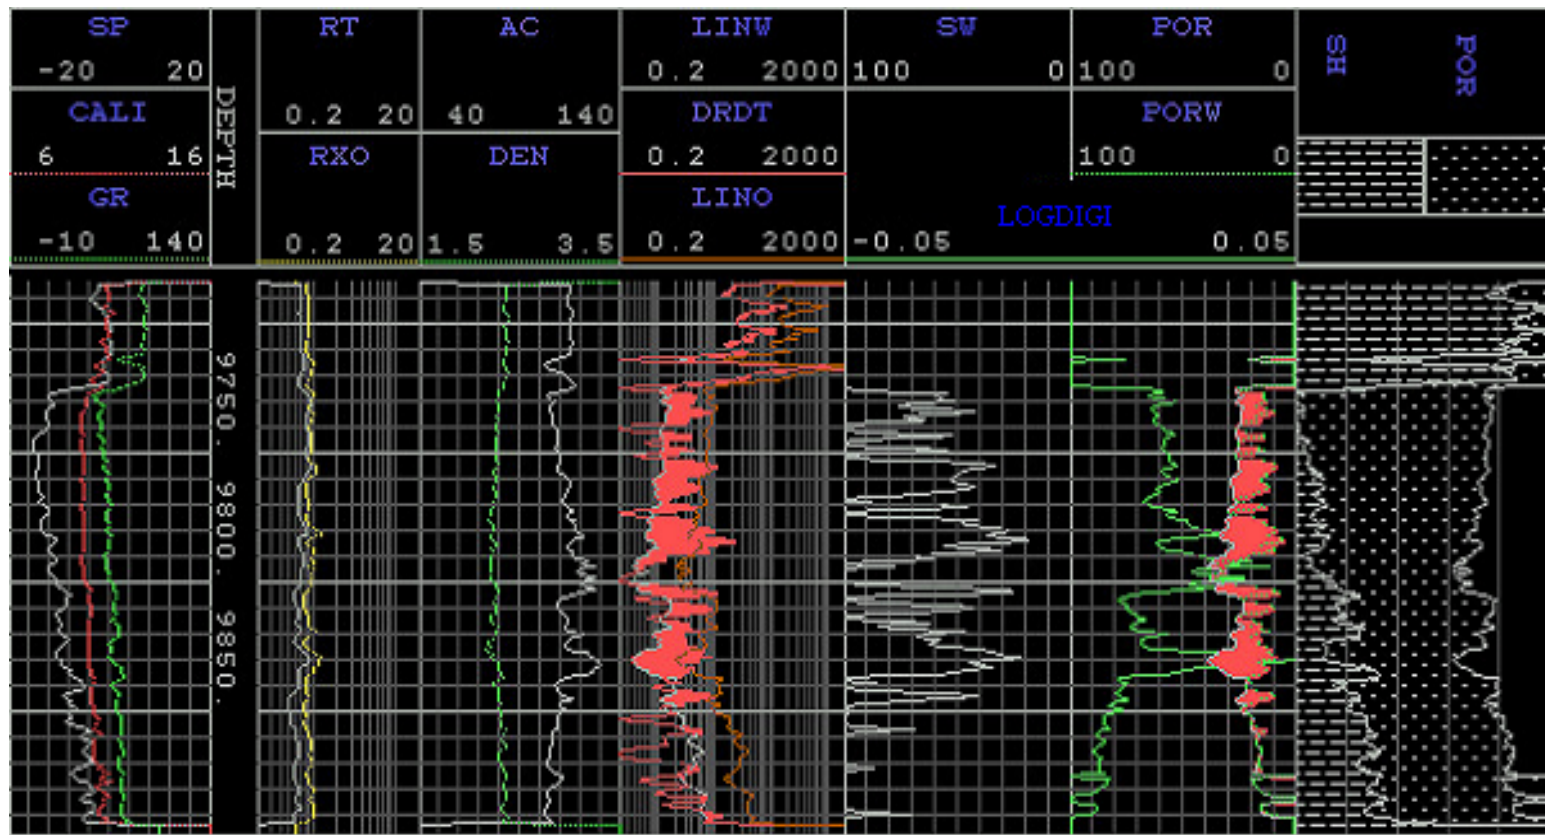 SP
-20 20
CALI
6 16
GR
-10 140
DEPTH
RT
0.2 20
RXO
0.2 20
AC
40 140
DEN
1.5 3.5
LINW
0.2 2000
DRDT
0.2 2000
LINO
0.2 2000
SW
100 0
POR
100 0
PORW
100 0
LOGDIGI
-0.05 0.05
SH
POR
9750.
9800.
9850.